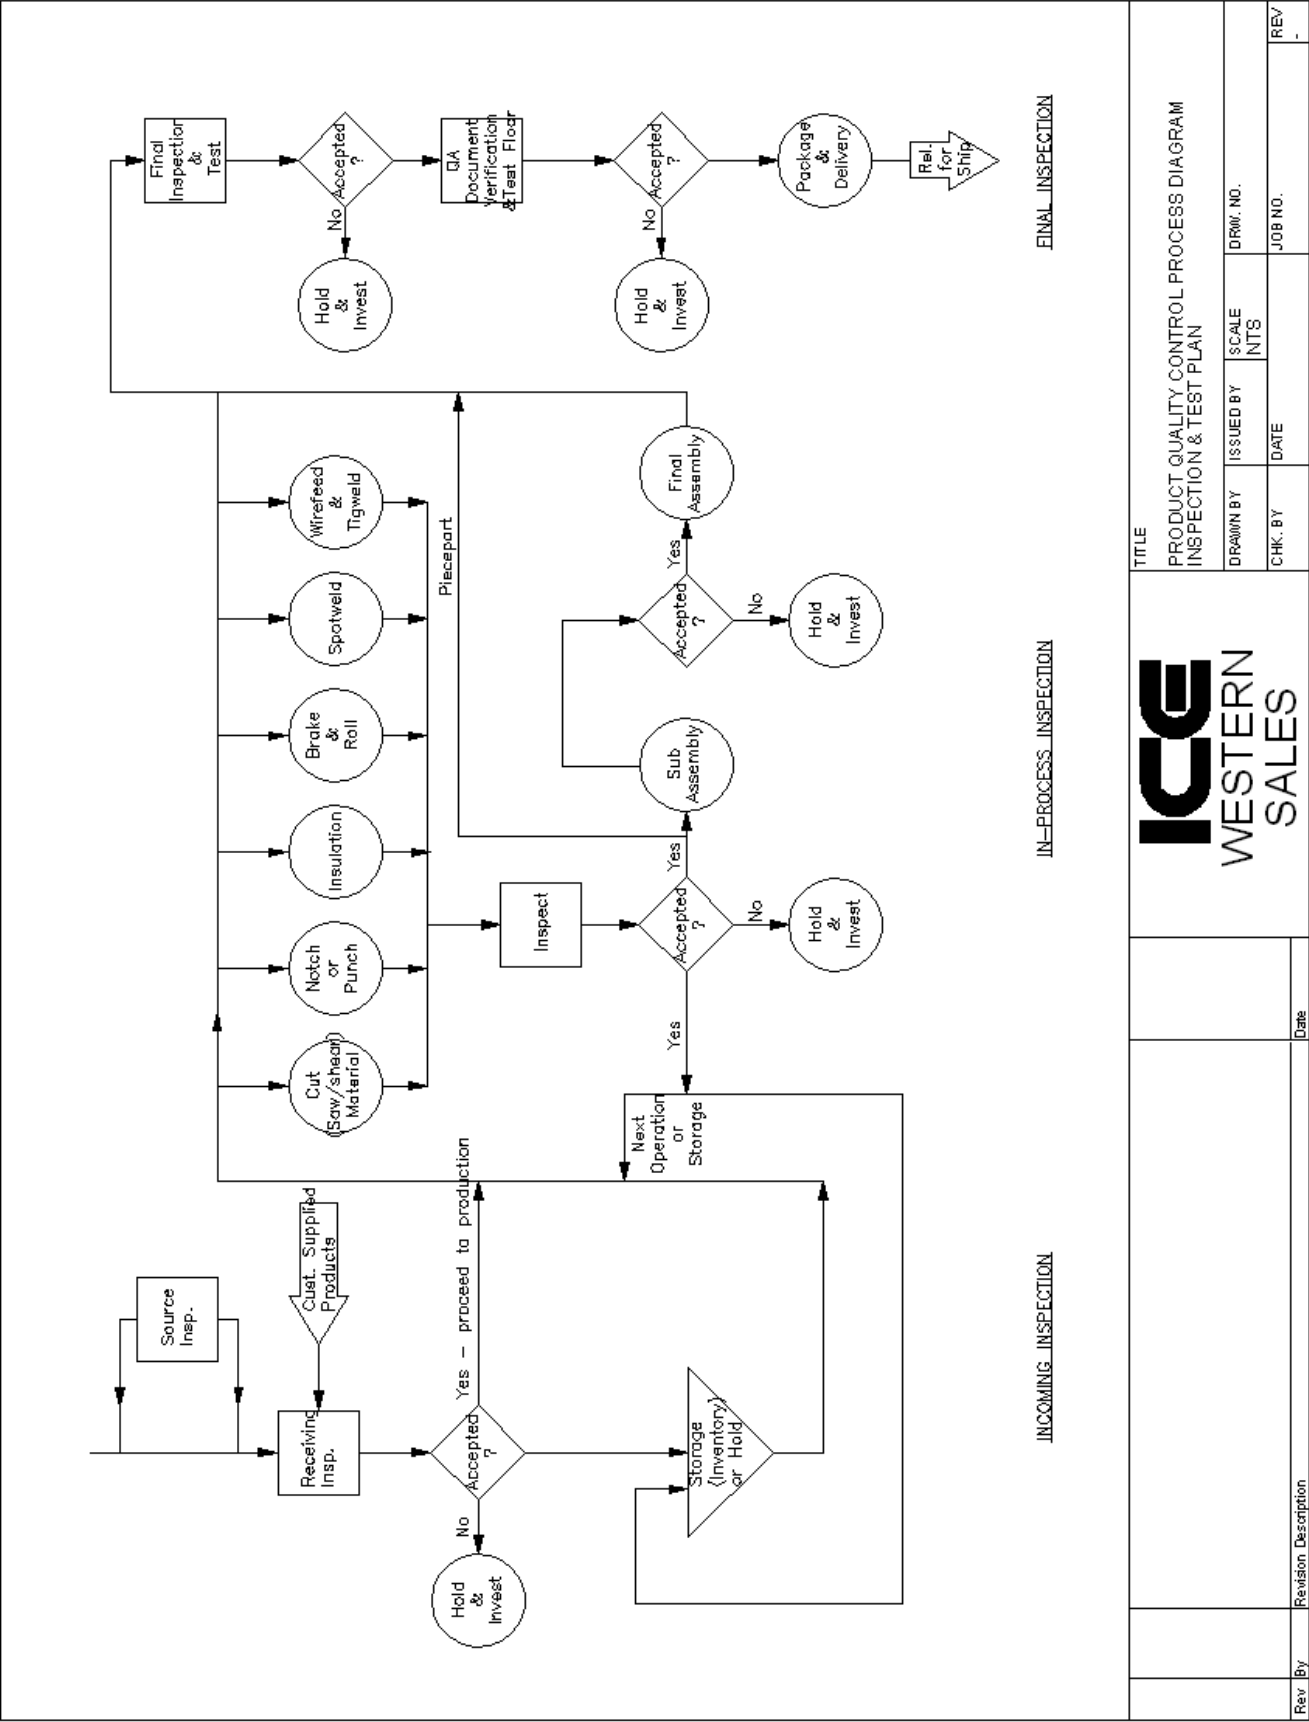 Source
Insp.
Receiving
Insp.
Cust. Supplied
Products
Accepted
?
No
Hold
&
Invest
Yes - proceed to production
Storage
(Inventory)
or Hold
Next
Operation
or
Storage
INCOMING INSPECTION
Cut
(Saw/shear)
Material
Notch
or
Punch
Insulation
Brake
&
Roll
Spotweld
Wirefeed
&
Tigweld
Piecepart
Inspect
Accepted
?
Yes
Yes
No
Hold
&
Invest
Sub
Assembly
Accepted
?
Yes
No
Hold
&
Invest
Final
Assembly
IN-PROCESS INSPECTION
Final
Inspection
&
Test
Accepted
?
No
Hold
&
Invest
QA
Document
Verification
&Test Floor
Accepted
?
No
Hold
&
Invest
Package
&
Delivery
Rel.
for
Ship
FINAL INSPECTION
Rev By Revision Description Date
ICE
WESTERN
SALES
TITLE
PRODUCT QUALITY CONTROL PROCESS DIAGRAM
INSPECTION & TEST PLAN
DRAWN BY ISSUED BY SCALE DRW. NO.
NTS
CHK. BY DATE JOB NO. REV
-